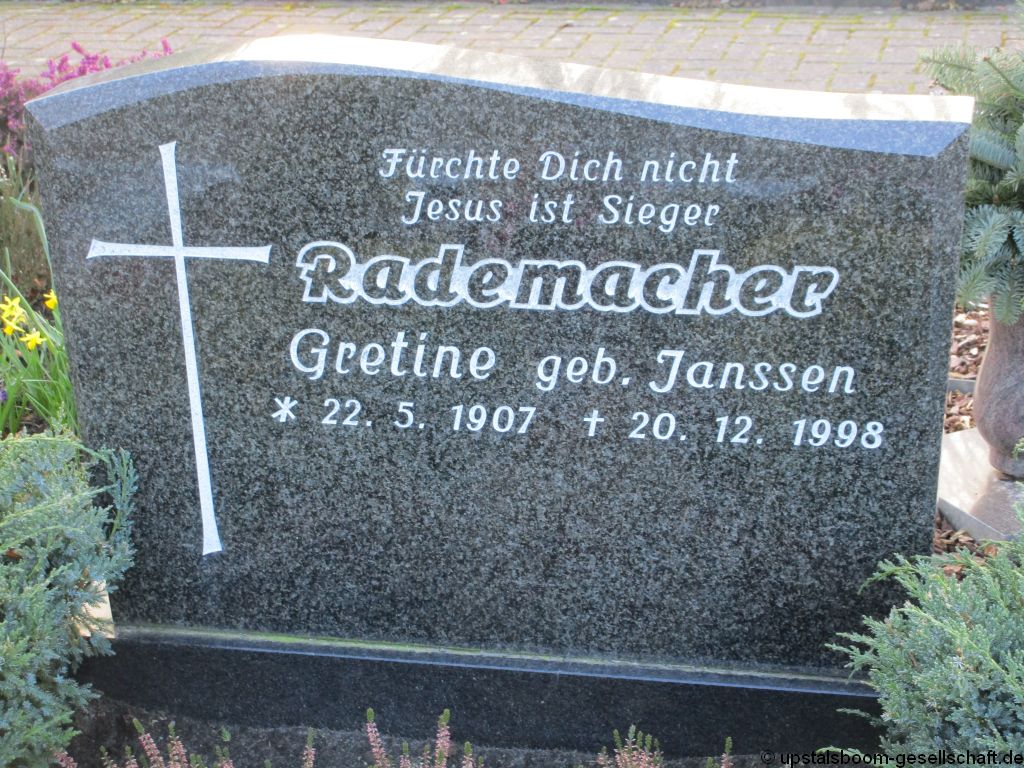 Fürchte Dich nicht
Jesus ist Sieger
Rademacher
Gretine geb. Janssen
* 22. 5. 1907 † 20. 12. 1998
© upstalsboom-gesellschaft.de